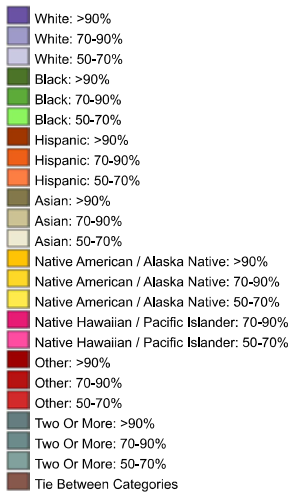 White: >90%
White: 70-90%
White: 50-70%
Black: >90%
Black: 70-90%
Black: 50-70%
Hispanic: >90%
Hispanic: 70-90%
Hispanic: 50-70%
Asian: >90%
Asian: 70-90%
Asian: 50-70%
Native American / Alaska Native: >90%
Native American / Alaska Native: 70-90%
Native American / Alaska Native: 50-70%
Native Hawaiian / Pacific Islander: 70-90%
Native Hawaiian / Pacific Islander: 50-70%
Other: >90%
Other: 70-90%
Other: 50-70%
Two Or More: >90%
Two Or More: 70-90%
Two Or More: 50-70%
Tie Between Categories